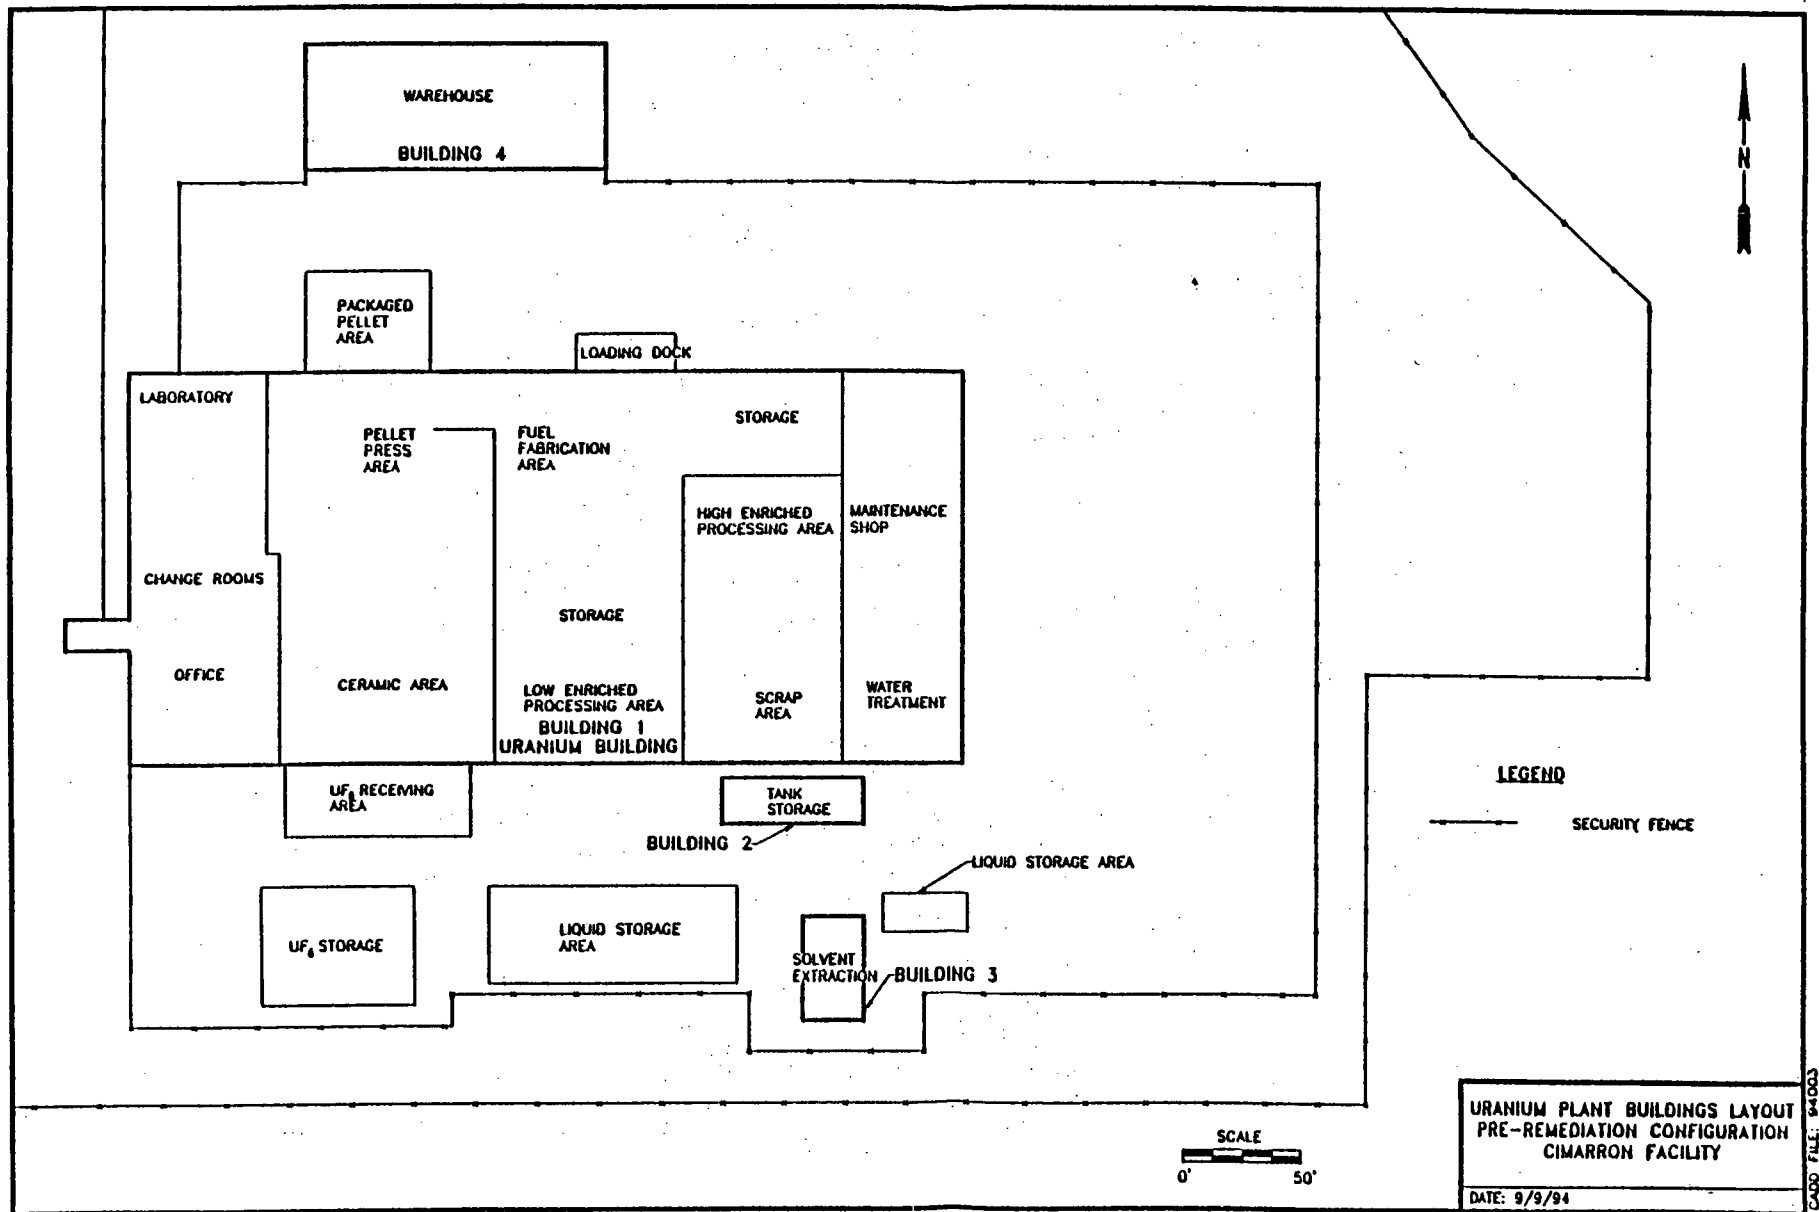 WAREHOUSE
BUILDING 4
N
PACKAGED
PELLET
AREA
LOADING DOCK
LABORATORY
PELLET
PRESS
AREA
FUEL
FABRICATION
AREA
STORAGE
HIGH ENRICHED
PROCESSING AREA
MAINTENANCE
SHOP
CHANGE ROOMS
STORAGE
OFFICE
CERAMIC AREA
LOW ENRICHED
PROCESSING AREA
BUILDING 1
URANIUM BUILDING
SCRAP
AREA
WATER
TREATMENT
UF6 RECEIVING
AREA
TANK
STORAGE
BUILDING 2
LIQUID STORAGE AREA
UF6 STORAGE
LIQUID STORAGE
AREA
SOLVENT
EXTRACTION
BUILDING 3
LEGEND
SECURITY FENCE
SCALE
0' 50'
URANIUM PLANT BUILDINGS LAYOUT
PRE-REMEDIATION CONFIGURATION
CIMARRON FACILITY
DATE: 9/9/94
CADD FILE: 94003